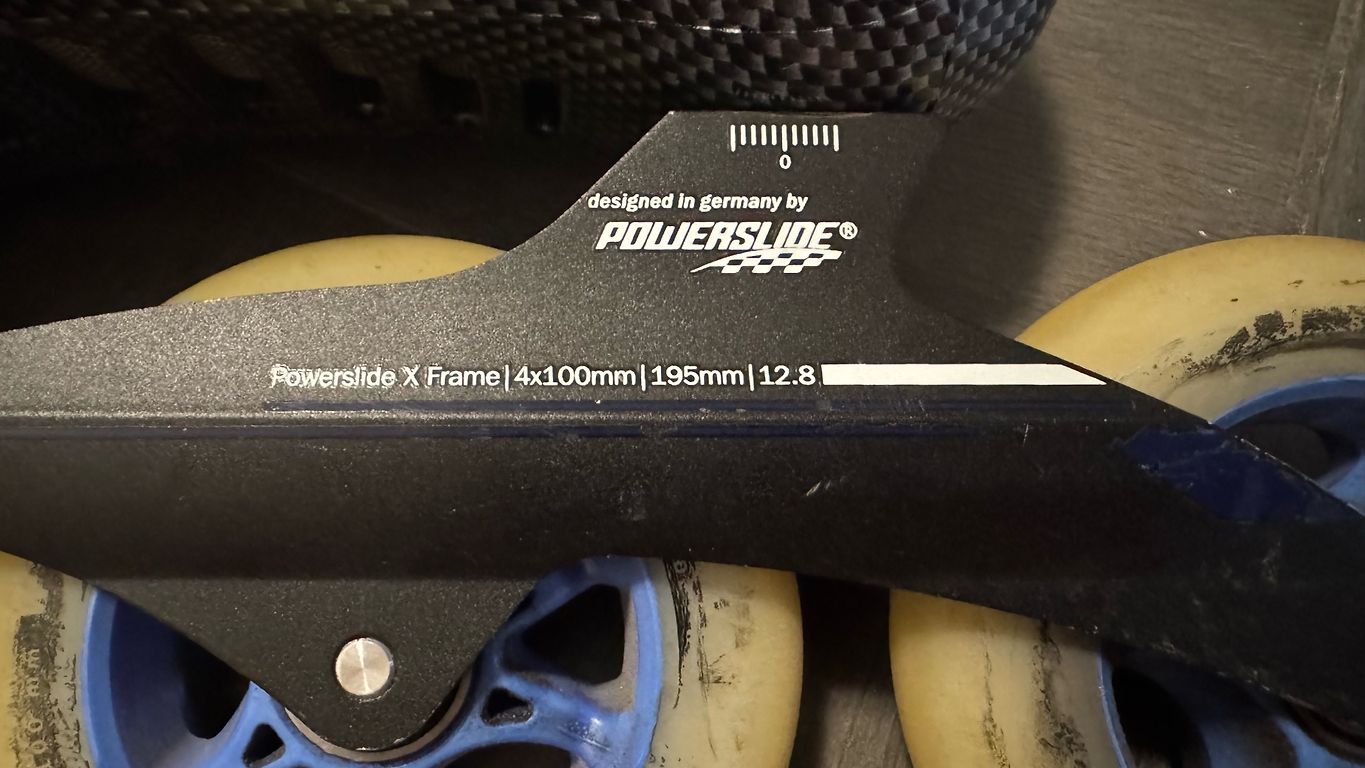 0
designed in germany by
POWERSLIDE®
Powerslide X Frame|4x100mm|195mm|12.8